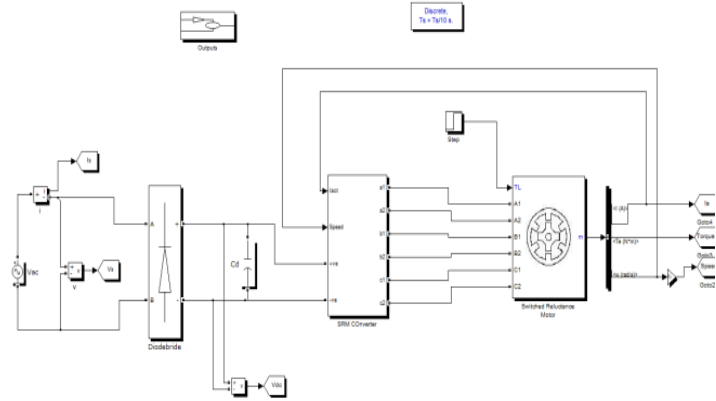 Discrete,
Ts = Ts/10 s.
Outputs
Step
Is
i
Vac
v
Vs
A
B
+
-
Diodebride
Cd
Vdc
Speed
+ve
-ve
a1
a2
b1
b2
c1
c2
SRM COnverter
TL
A1
A2
B1
B2
C1
C2
m
Switched Reluctance
Motor
<I (A)>
<Te (N*m)>
Goto4
Torque
Goto3
Speed
Goto2